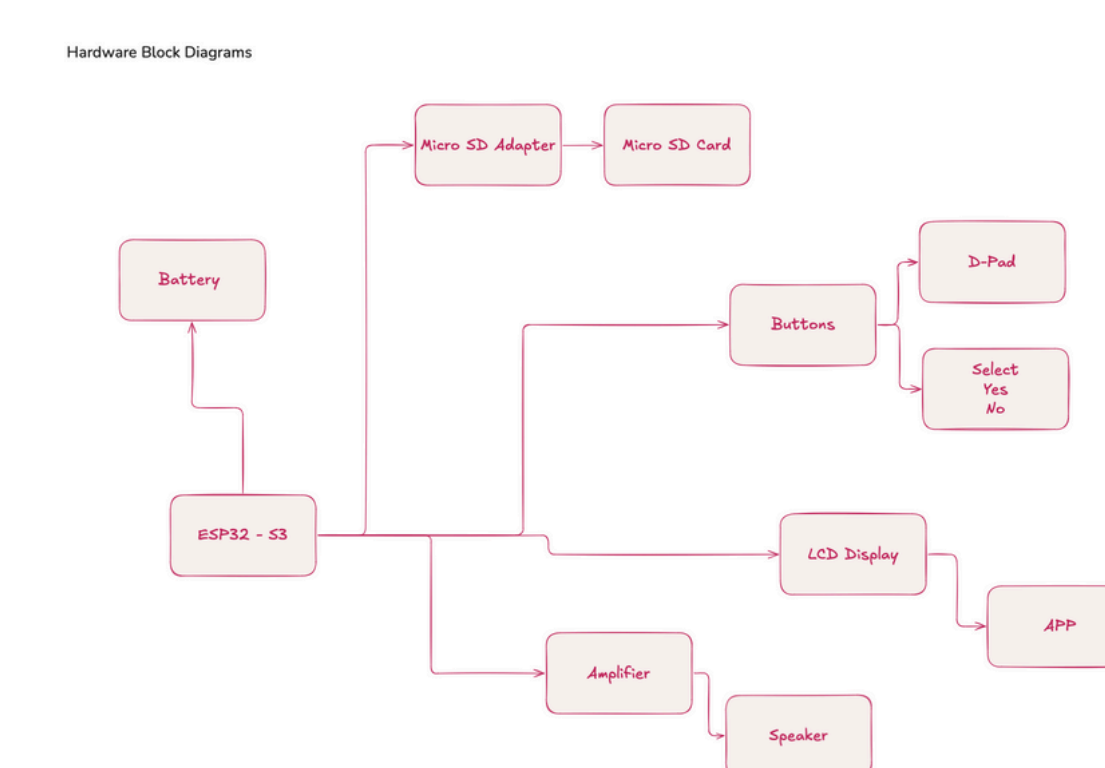 Hardware Block Diagrams
Micro SD Adapter
Micro SD Card
Battery
D-Pad
Buttons
Select
Yes
No
ESP32 - S3
LCD Display
APP
Amplifier
Speaker